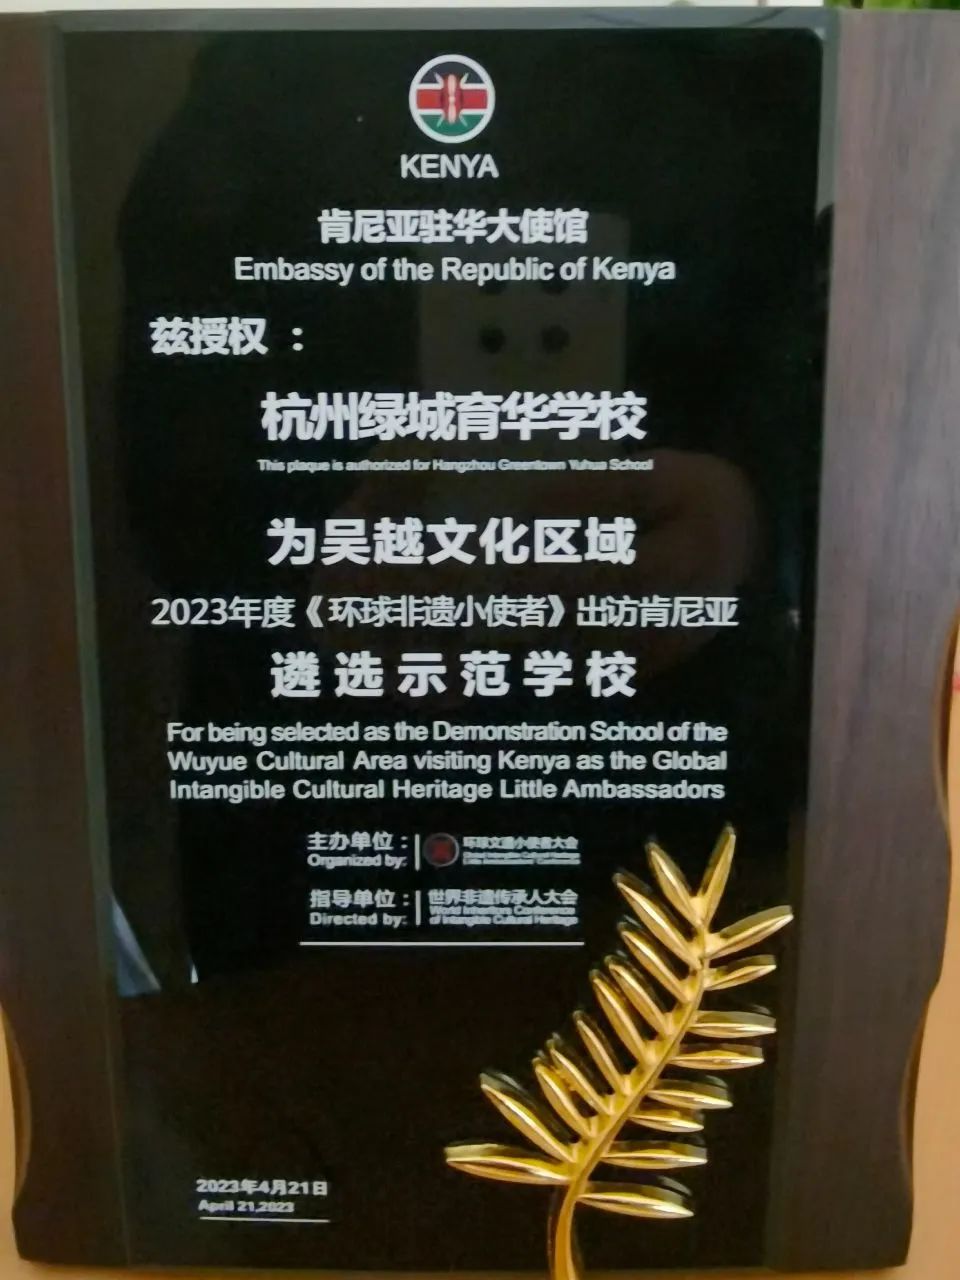 KENYA
肯尼亚驻华大使馆
Embassy of the Republic of Kenya
兹授权 ：
杭州绿城育华学校
This plaque is authorized for Hangzhou Greentown Yuhua School
为吴越文化区域
2023年度《环球非遗小使者》出访肯尼亚
遴选示范学校
For being selected as the Demonstration School of the
Wuyue Cultural Area visiting Kenya as the Global
Intangible Cultural Heritage Little Ambassadors
主办单位： 环球文遗小使者大会
Organized by:
指导单位： 世界非遗传承人大会
Directed by: World Inheritors Conference
of Intangible Cultural Heritage
2023年4月21日
April 21,2023